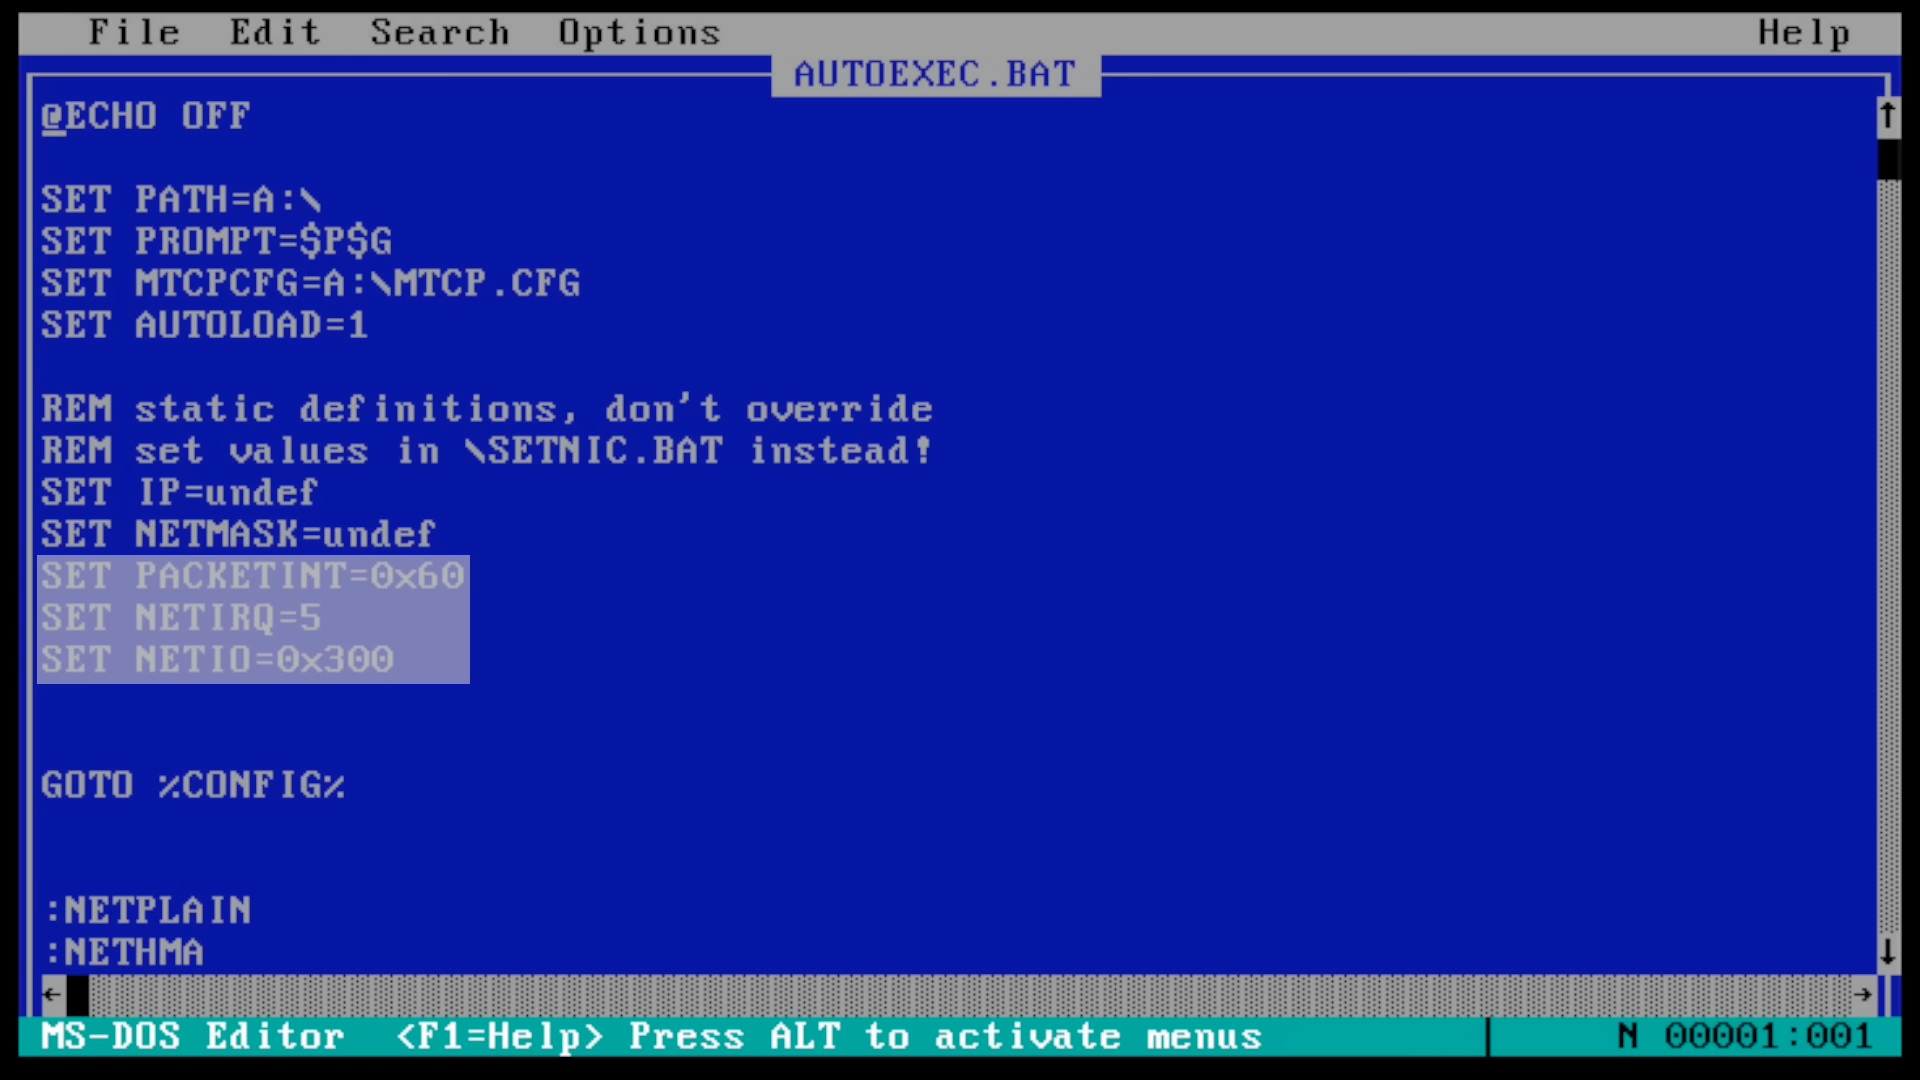 File Edit Search Options Help
AUTOEXEC.BAT
@ECHO OFF
SET PATH=A:\
SET PROMPT=$P$G
SET MTCPCFG=A:\MTCP.CFG
SET AUTOLOAD=1
REM static definitions, don't override
REM set values in \SETNIC.BAT instead!
SET IP=undef
SET NETMASK=undef
SET PACKETINT=0x60
SET NETIRQ=5
SET NETIO=0x300
GOTO %CONFIG%
:NETPLAIN
:NETHMA
MS-DOS Editor <F1=Help> Press ALT to activate menus N 00001:001